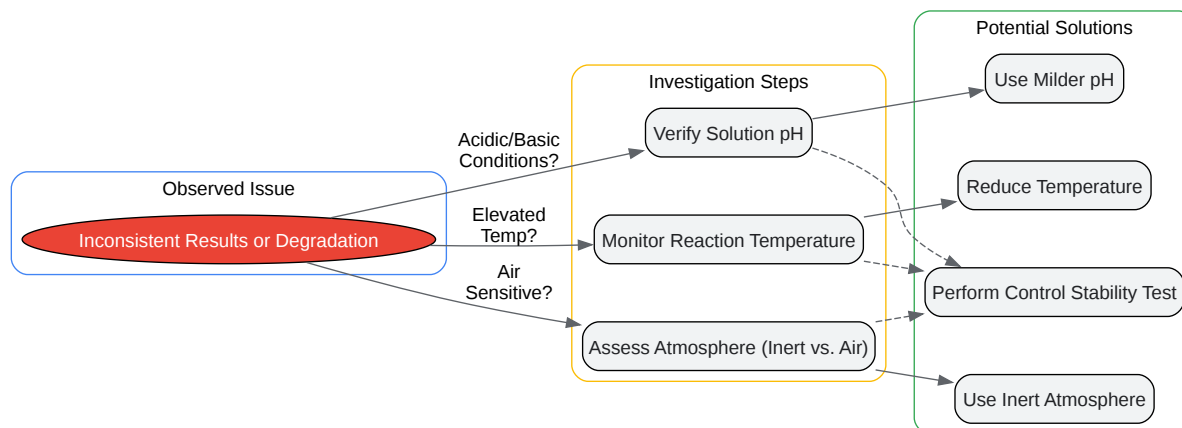 Potential Solutions
Use Milder pH
Investigation Steps
Verify Solution pH
Acidic/Basic
Conditions?
Observed Issue
Reduce Temperature
Inconsistent Results or Degradation
Elevated
Temp?
Monitor Reaction Temperature
Air
Sensitive?
Perform Control Stability Test
Assess Atmosphere (Inert vs. Air)
Use Inert Atmosphere